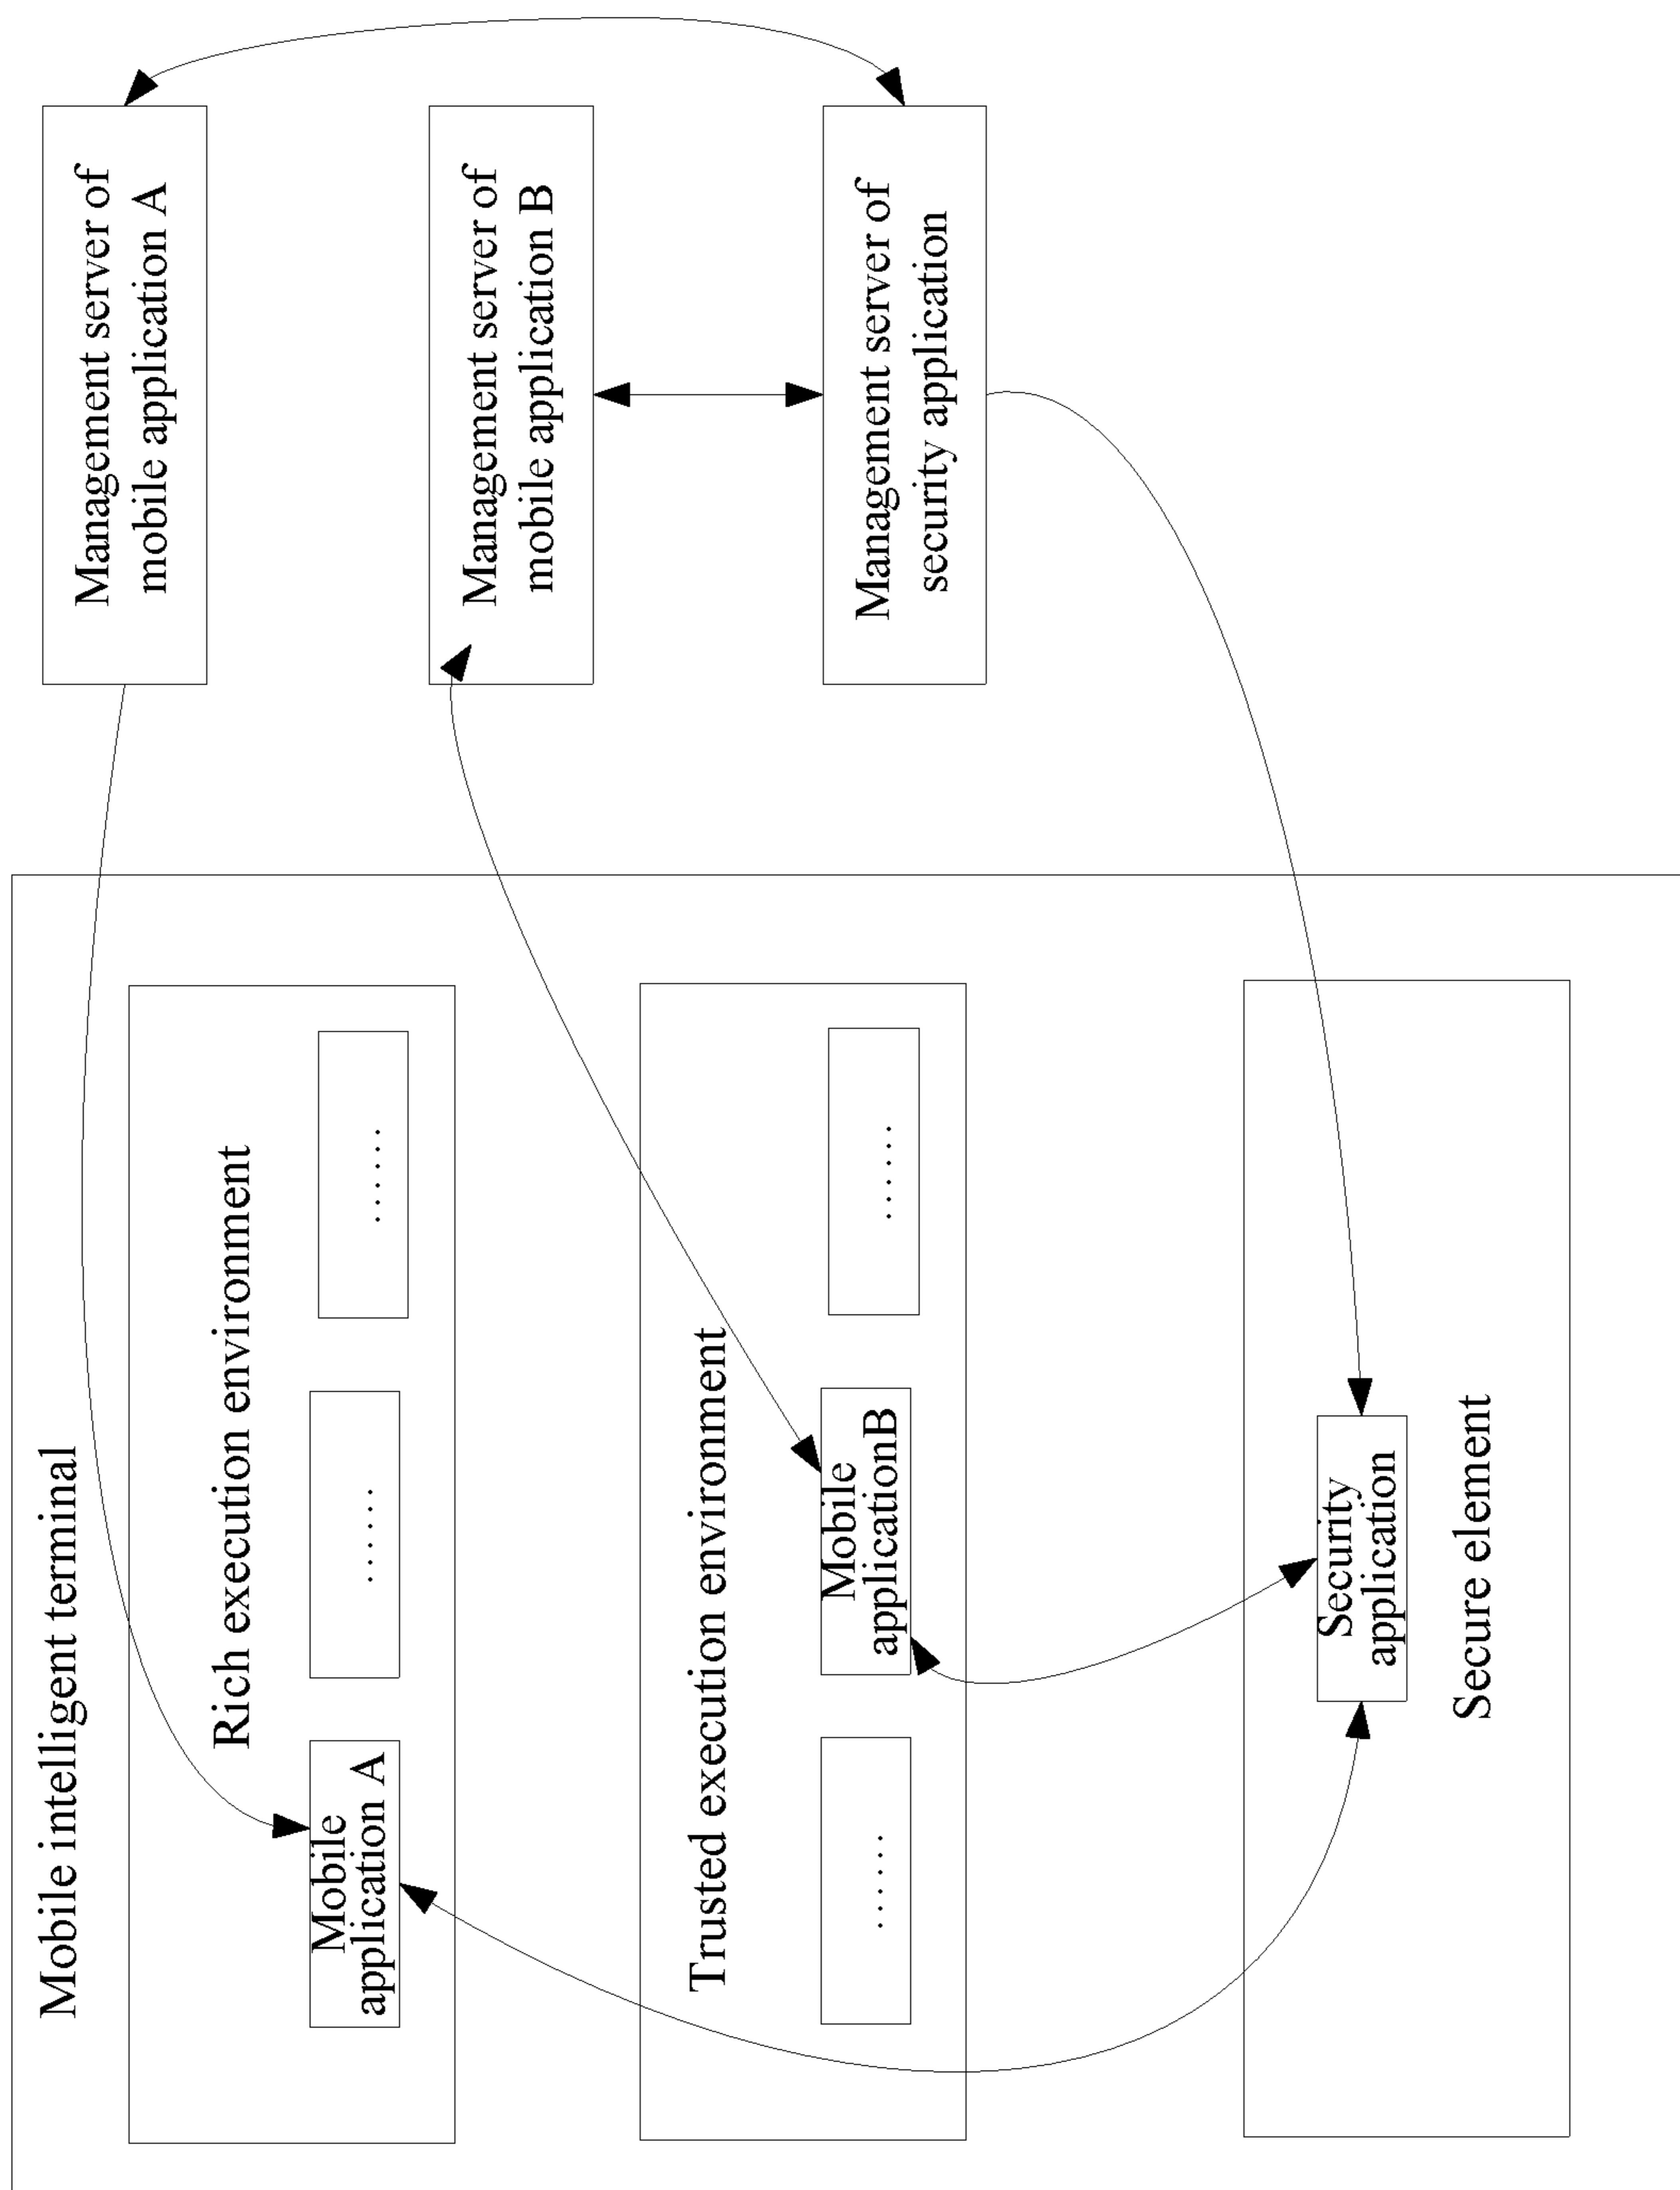 Mobile intelligent terminal
Rich execution environment
Mobile
application A
......
......
Management server of
mobile application A
Trusted execution environment
......
Mobile
applicationB
......
Management server of
mobile application B
Security
application
Secure element
Management server of
security application